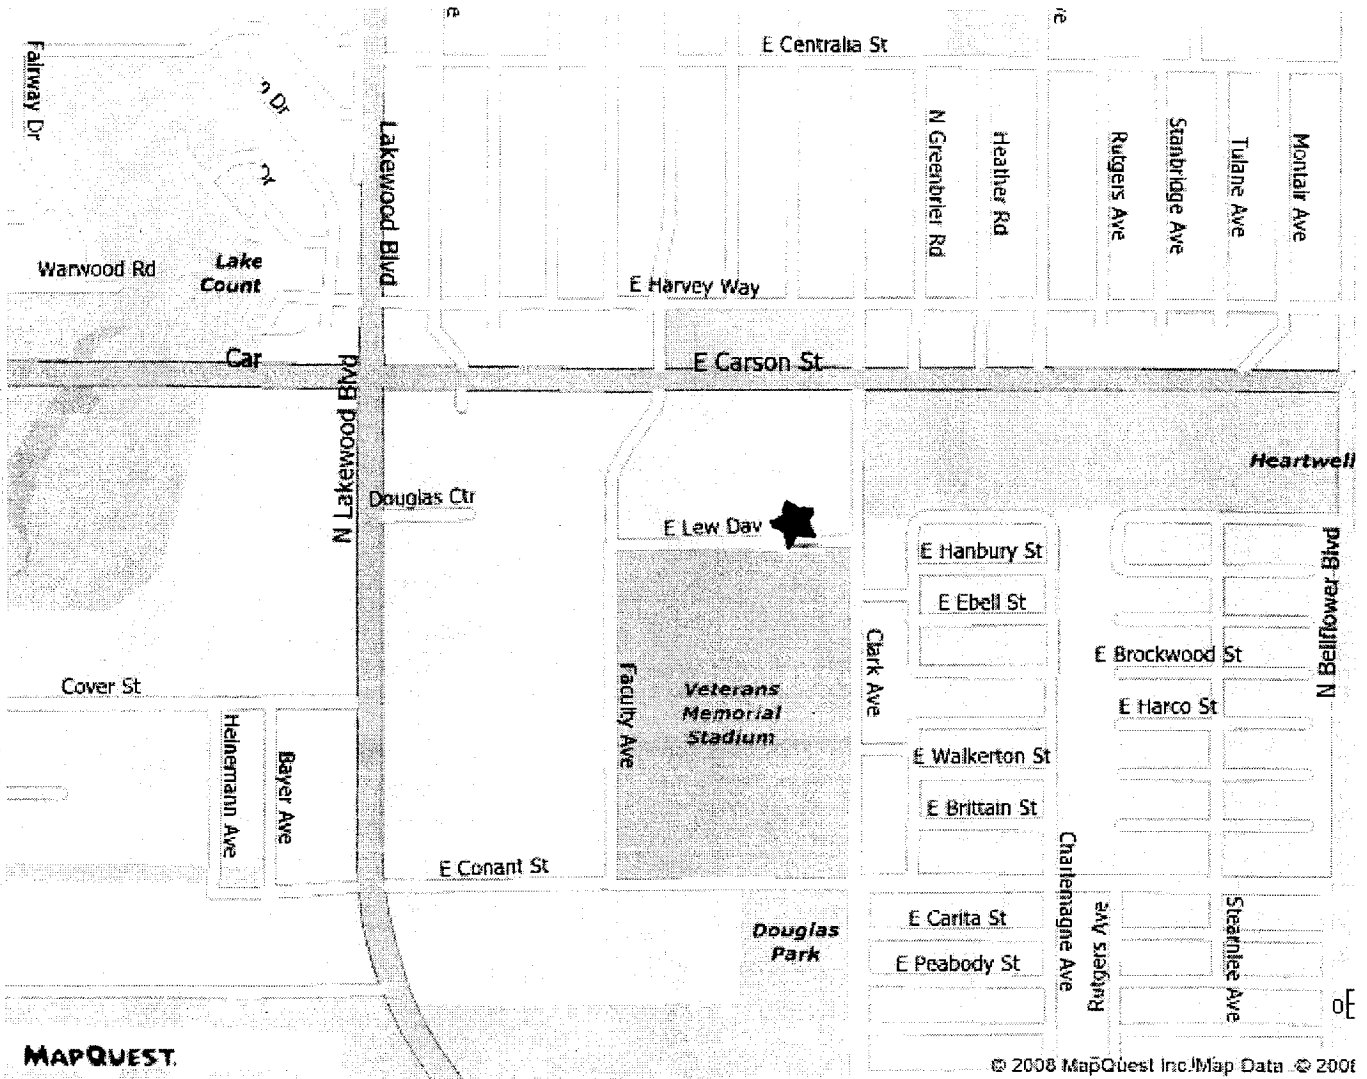 E Centralia St
Fairway Dr
Dr
Lakewood Blvd
N Greenbrier Rd
Heather Rd
Rutgers Ave
Stanbridge Ave
Tulane Ave
Montair Ave
Warwood Rd
Lake
Count
E Harvey Way
Car
E Carson St
N Lakewood Blvd
Heartwell
Douglas Ctr
E Lew Dav
E Hanbury St
N Bellflower Blvd
E Ebell St
Clark Ave
E Brockwood St
Cover St
Faculty Ave
Veterans
Memorial
Stadium
E Harco St
Heinemann Ave
Bayer Ave
E Walkerton St
E Brittain St
Charlemagne Ave
E Conant St
E Carita St
Rutgers Ave
Stearnlee Ave
Douglas
Park
E Peabody St
MAPQUEST.
© 2008 MapQuest Inc. Map Data © 2008